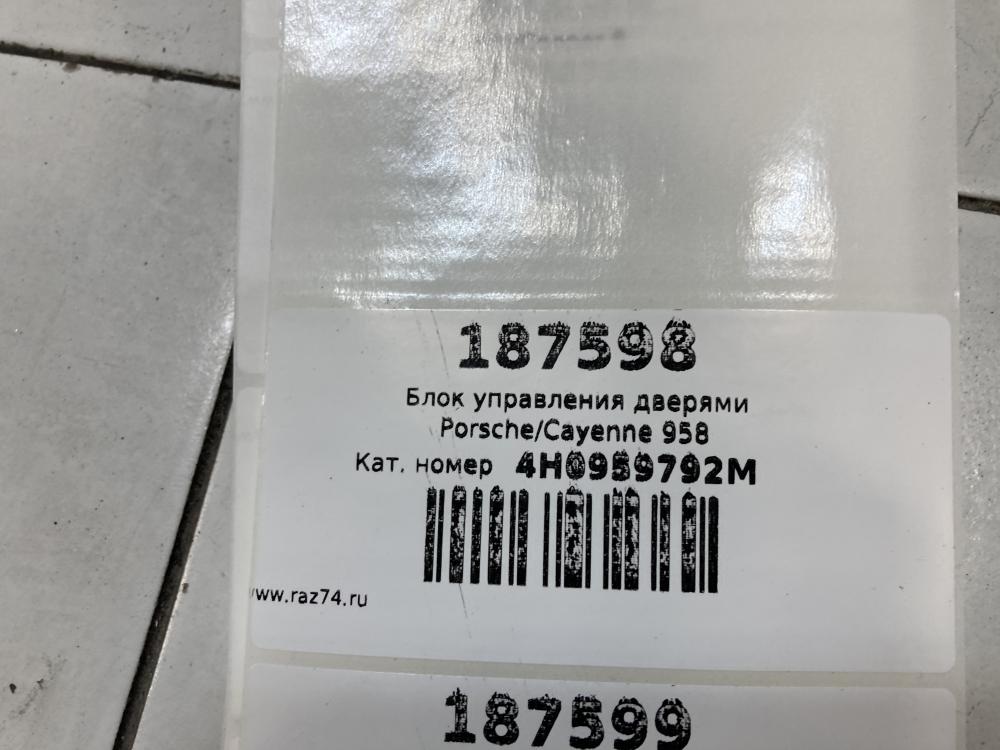 187598
Блок управления дверями
Porsche/Cayenne 958
Кат. номер 4H0959792M
www.raz74.ru
187599